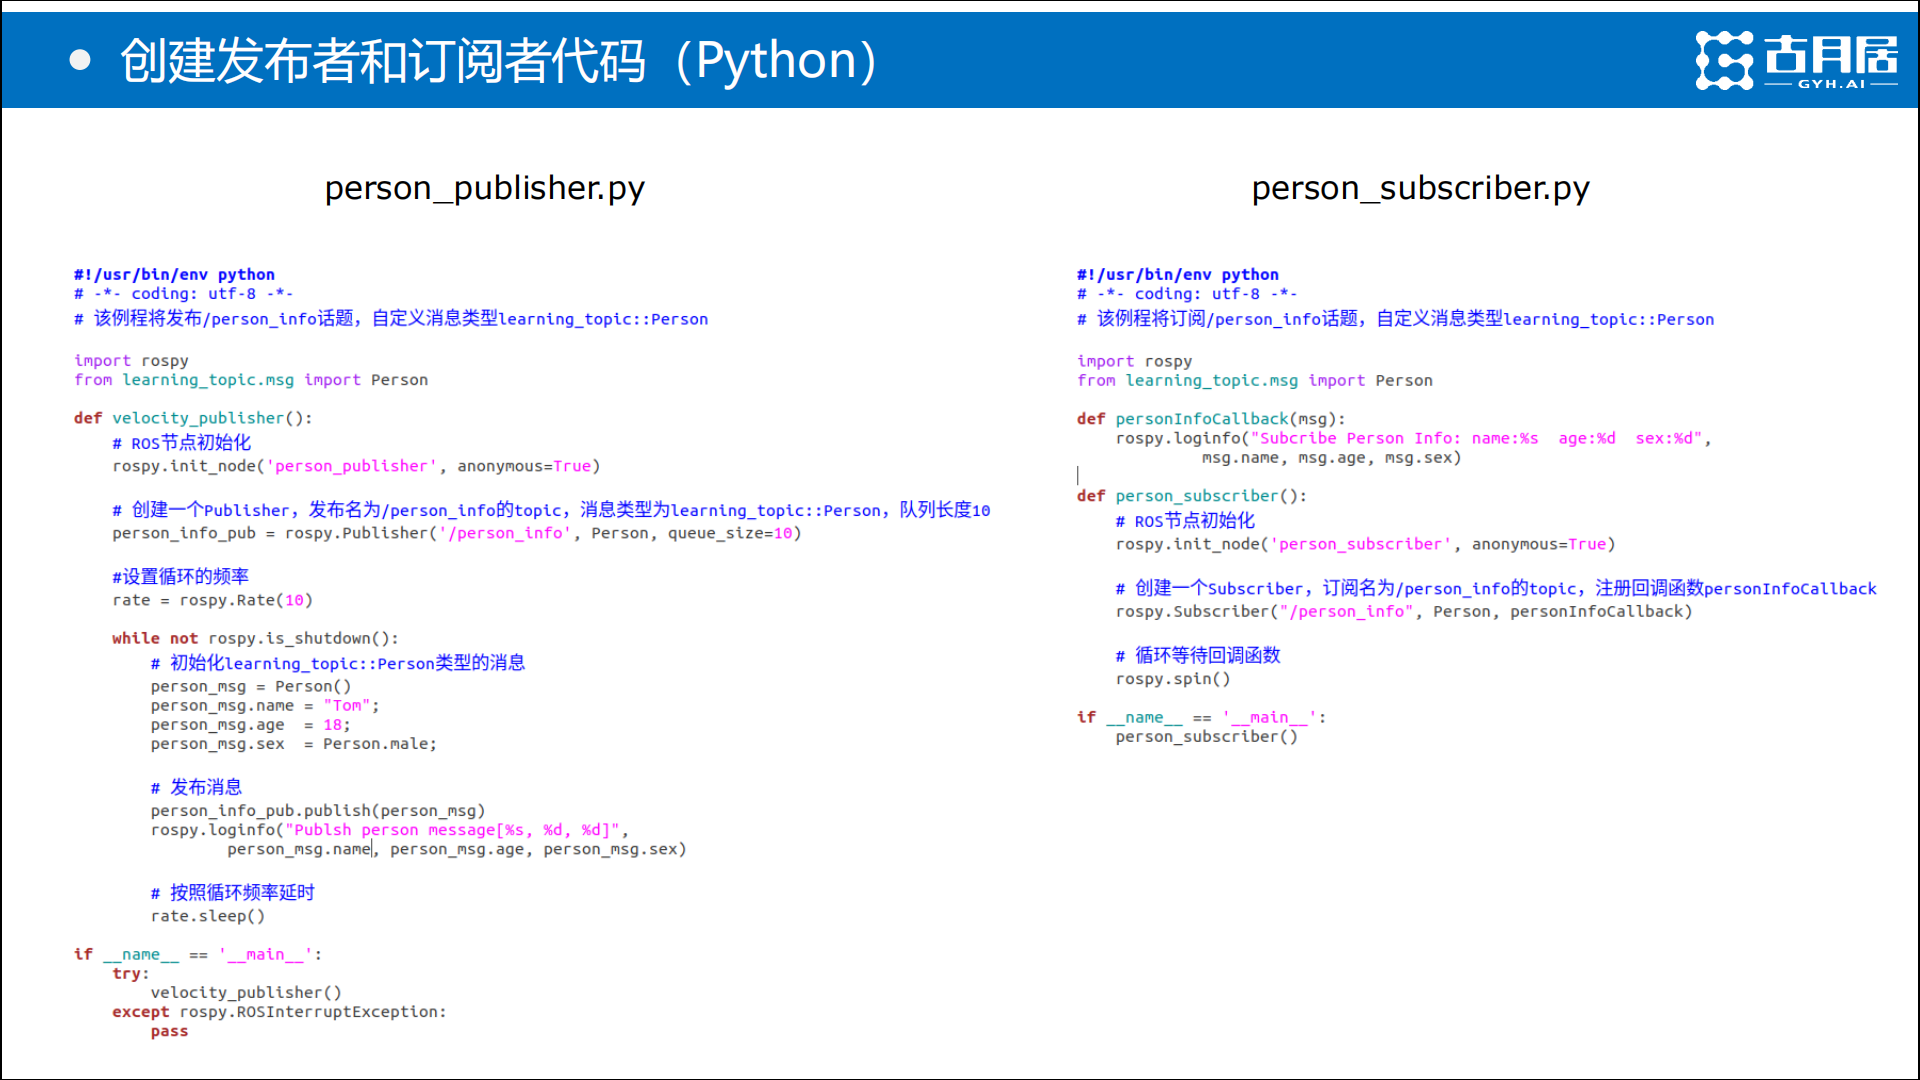 创建发布者和订阅者代码（Python）
古月居
GYH.AI
person_publisher.py
#!/usr/bin/env python
# -*- coding: utf-8 -*-
# 该例程将发布/person_info话题，自定义消息类型learning_topic::Person
import rospy
from learning_topic.msg import Person
def velocity_publisher():
    # ROS节点初始化
    rospy.init_node('person_publisher', anonymous=True)
    # 创建一个Publisher，发布名为/person_info的topic，消息类型为learning_topic::Person，队列长度10
    person_info_pub = rospy.Publisher('/person_info', Person, queue_size=10)
    #设置循环的频率
    rate = rospy.Rate(10)
    while not rospy.is_shutdown():
        # 初始化learning_topic::Person类型的消息
        person_msg = Person()
        person_msg.name = "Tom";
        person_msg.age  = 18;
        person_msg.sex  = Person.male;
        # 发布消息
        person_info_pub.publish(person_msg)
        rospy.loginfo("Publsh person message[%s, %d, %d]",
                person_msg.name, person_msg.age, person_msg.sex)
        # 按照循环频率延时
        rate.sleep()
if __name__ == '__main__':
    try:
        velocity_publisher()
    except rospy.ROSInterruptException:
        pass
person_subscriber.py
#!/usr/bin/env python
# -*- coding: utf-8 -*-
# 该例程将订阅/person_info话题，自定义消息类型learning_topic::Person
import rospy
from learning_topic.msg import Person
def personInfoCallback(msg):
    rospy.loginfo("Subcribe Person Info: name:%s  age:%d  sex:%d",
             msg.name, msg.age, msg.sex)
def person_subscriber():
    # ROS节点初始化
    rospy.init_node('person_subscriber', anonymous=True)
    # 创建一个Subscriber，订阅名为/person_info的topic，注册回调函数personInfoCallback
    rospy.Subscriber("/person_info", Person, personInfoCallback)
    # 循环等待回调函数
    rospy.spin()
if __name__ == '__main__':
    person_subscriber()